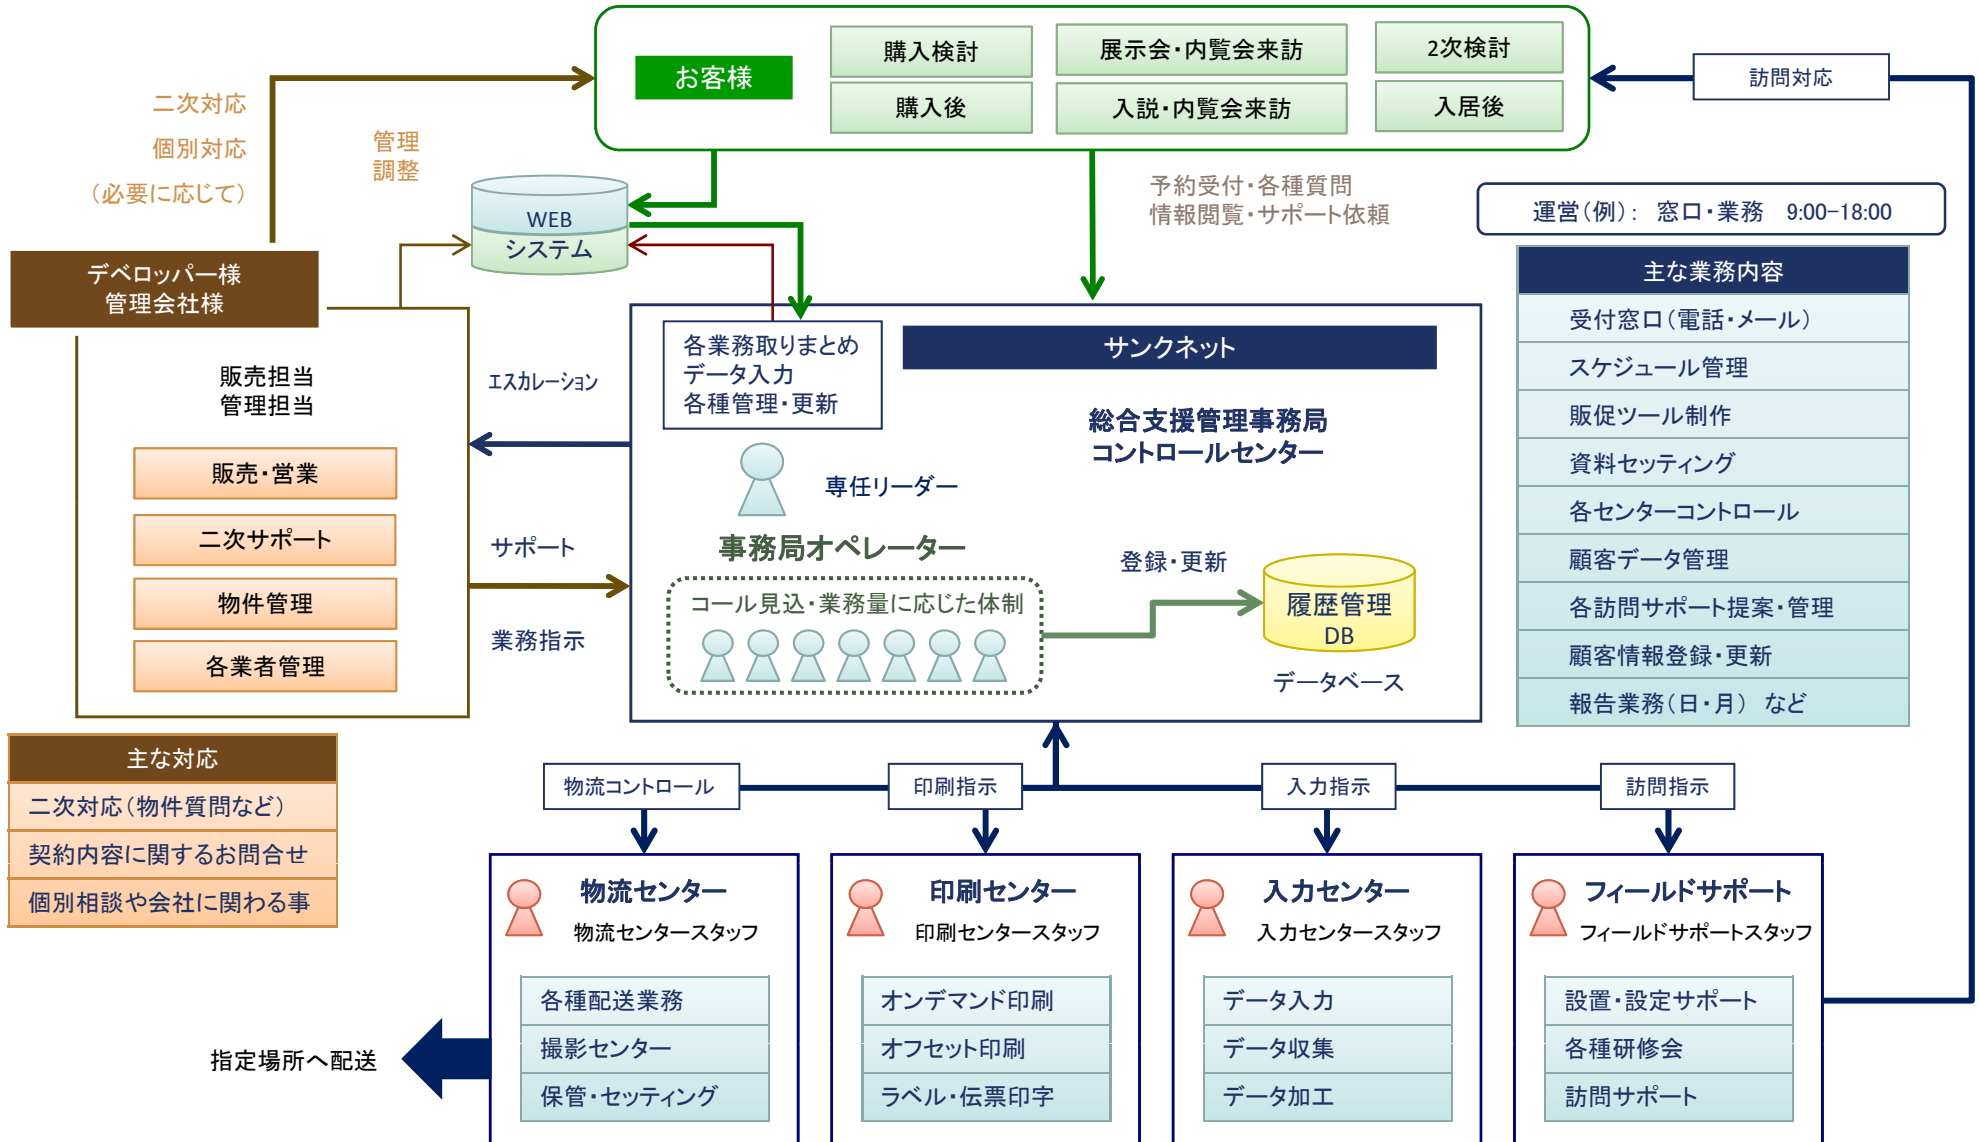 お客様
購入検討
展示会・内覧会来訪
2次検討
購入後
入説・内覧会来訪
入居後
訪問対応
二次対応
個別対応
（必要に応じて）
管理
調整
WEB
システム
予約受付・各種質問
情報閲覧・サポート依頼
運営（例）： 窓口・業務 9:00-18:00
デベロッパー様
管理会社様
販売担当
管理担当
販売・営業
二次サポート
物件管理
各業者管理
エスカレーション
サポート
業務指示
各業務取りまとめ
データ入力
各種管理・更新
サンクネット
総合支援管理事務局
コントロールセンター
専任リーダー
事務局オペレーター
コール見込・業務量に応じた体制
登録・更新
履歴管理
DB
データベース
主な業務内容
受付窓口（電話・メール）
スケジュール管理
販促ツール制作
資料セッティング
各センターコントロール
顧客データ管理
各訪問サポート提案・管理
顧客情報登録・更新
報告業務（日・月） など
主な対応
二次対応（物件質問など）
契約内容に関するお問合せ
個別相談や会社に関わる事
物流コントロール
印刷指示
入力指示
訪問指示
物流センター
物流センタースタッフ
各種配送業務
撮影センター
保管・セッティング
指定場所へ配送
印刷センター
印刷センタースタッフ
オンデマンド印刷
オフセット印刷
ラベル・伝票印字
入力センター
入力センタースタッフ
データ入力
データ収集
データ加工
フィールドサポート
フィールドサポートスタッフ
設置・設定サポート
各種研修会
訪問サポート